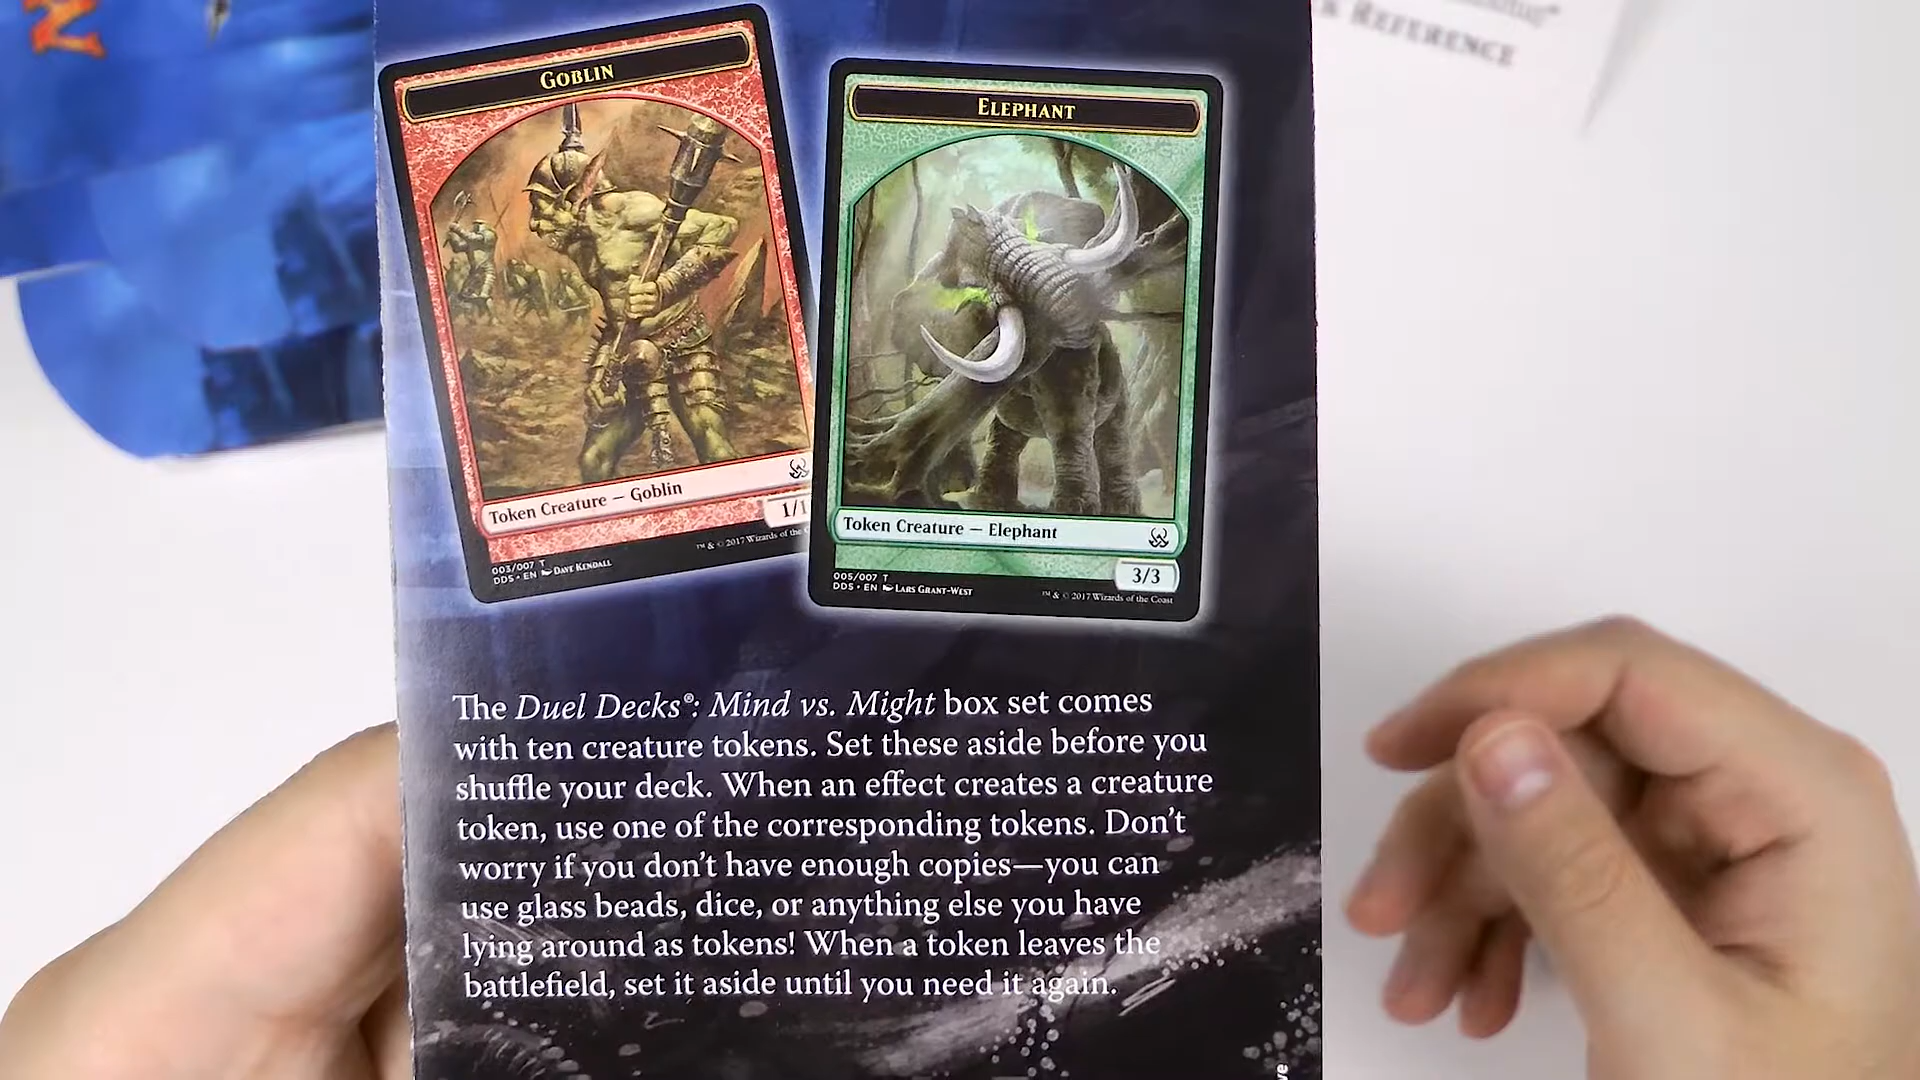 REFERENCE
GOBLIN
Token Creature – Goblin
1/1
003/007 T
DDS • EN DAVE KENDALL
™ & © 2017 Wizards of the
ELEPHANT
Token Creature – Elephant
3/3
005/007 T
DDS • EN LARS GRANT-WEST
™ & © 2017 Wizards of the Coast
The Duel Decks®: Mind vs. Might box set comes
with ten creature tokens. Set these aside before you
shuffle your deck. When an effect creates a creature
token, use one of the corresponding tokens. Don't
worry if you don't have enough copies—you can
use glass beads, dice, or anything else you have
lying around as tokens! When a token leaves the
battlefield, set it aside until you need it again.